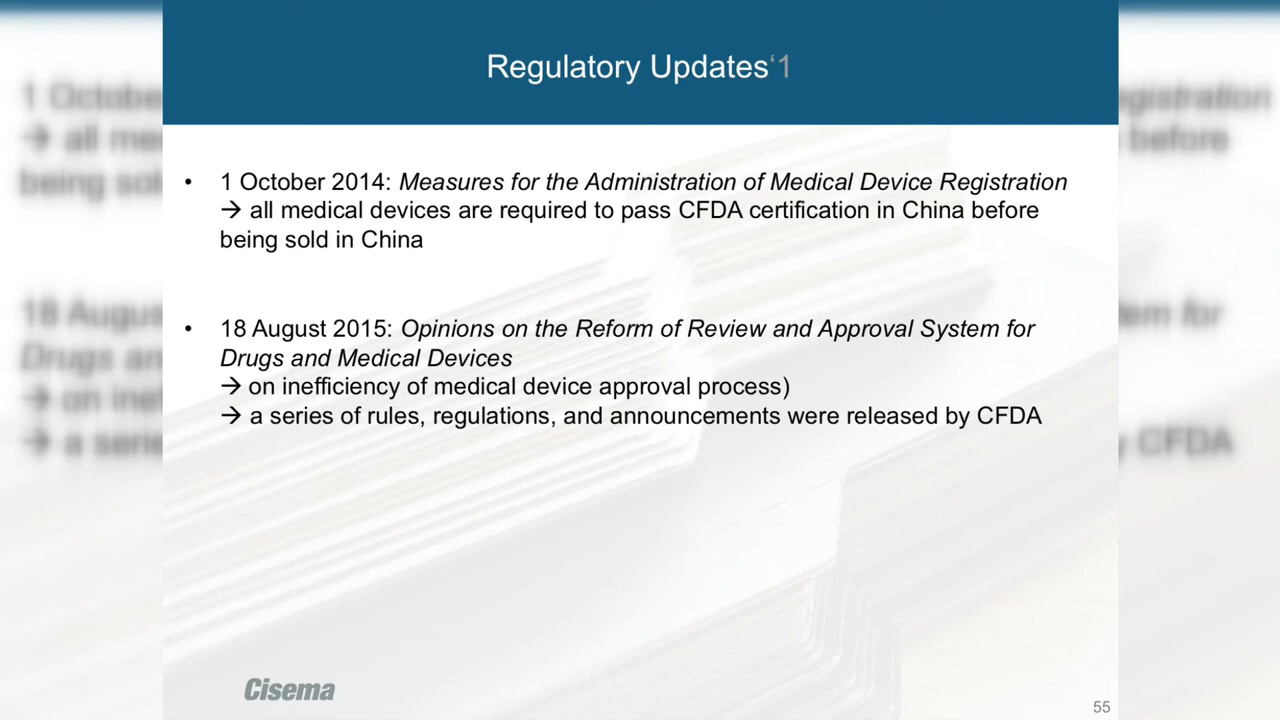 Regulatory Updates‘1
• 1 October 2014: Measures for the Administration of Medical Device Registration
→ all medical devices are required to pass CFDA certification in China before
being sold in China
• 18 August 2015: Opinions on the Reform of Review and Approval System for
Drugs and Medical Devices
→ on inefficiency of medical device approval process)
→ a series of rules, regulations, and announcements were released by CFDA
Cisema
55